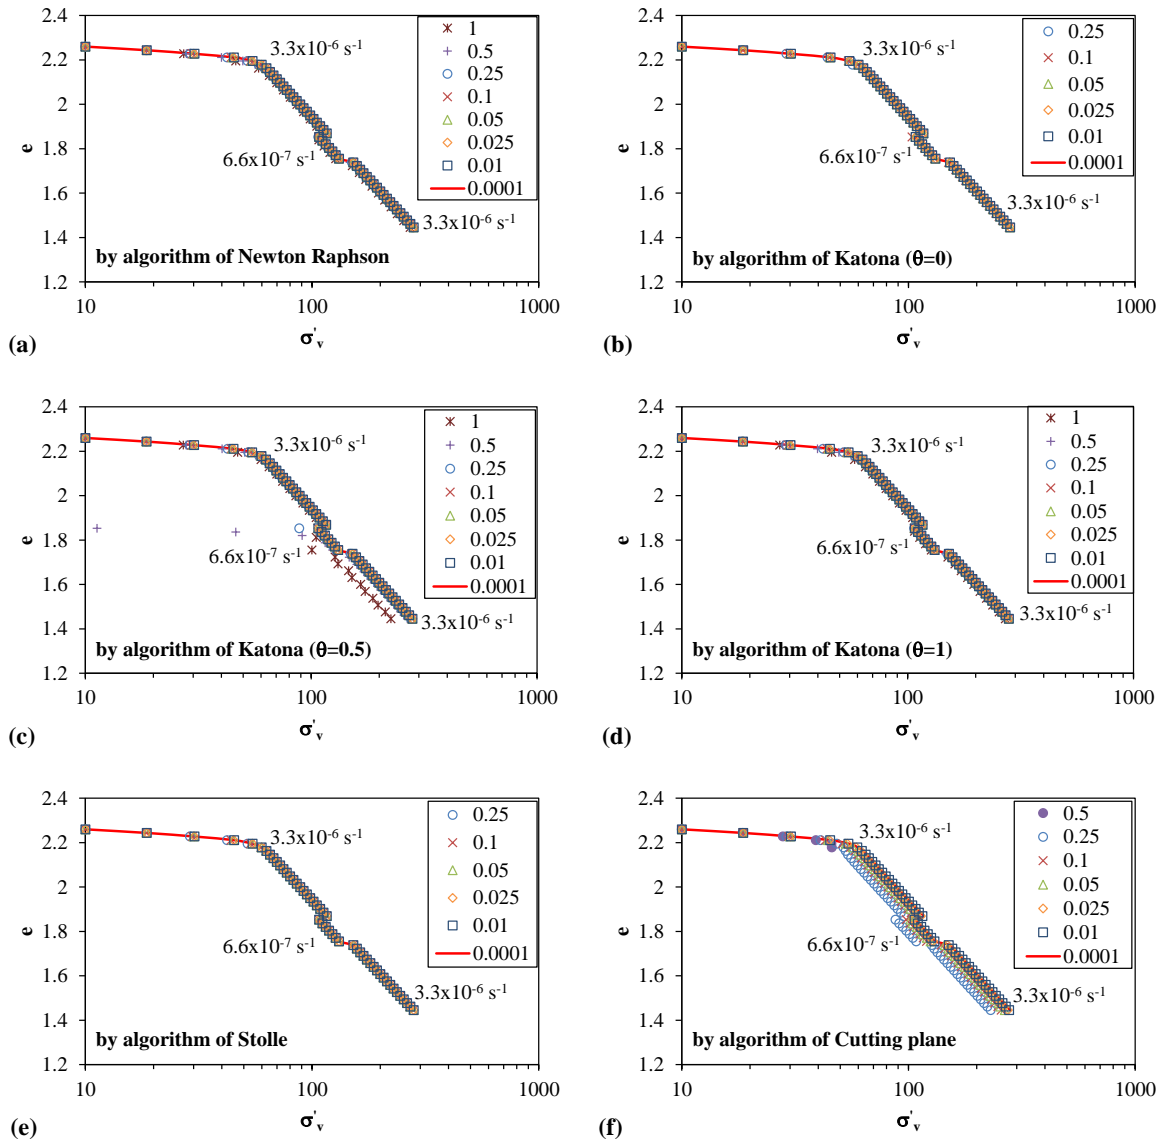 2.4
2.2
2
1.8
1.6
1.4
1.2
e
10
100
1000
σ'v
3.3x10-6 s-1
6.6x10-7 s-1
3.3x10-6 s-1
1
0.5
0.25
0.1
0.05
0.025
0.01
0.0001
by algorithm of Newton Raphson
(a)
2.4
2.2
2
1.8
1.6
1.4
1.2
e
10
100
1000
σ'v
3.3x10-6 s-1
6.6x10-7 s-1
3.3x10-6 s-1
0.25
0.1
0.05
0.025
0.01
0.0001
by algorithm of Katona (θ=0)
(b)
2.4
2.2
2
1.8
1.6
1.4
1.2
e
10
100
1000
σ'v
3.3x10-6 s-1
6.6x10-7 s-1
3.3x10-6 s-1
1
0.5
0.25
0.1
0.05
0.025
0.01
0.0001
by algorithm of Katona (θ=0.5)
(c)
2.4
2.2
2
1.8
1.6
1.4
1.2
e
10
100
1000
σ'v
3.3x10-6 s-1
6.6x10-7 s-1
3.3x10-6 s-1
1
0.5
0.25
0.1
0.05
0.025
0.01
0.0001
by algorithm of Katona (θ=1)
(d)
2.4
2.2
2
1.8
1.6
1.4
1.2
e
10
100
1000
σ'v
3.3x10-6 s-1
6.6x10-7 s-1
3.3x10-6 s-1
0.25
0.1
0.05
0.025
0.01
0.0001
by algorithm of Stolle
(e)
2.4
2.2
2
1.8
1.6
1.4
1.2
e
10
100
1000
σ'v
3.3x10-6 s-1
6.6x10-7 s-1
3.3x10-6 s-1
0.5
0.25
0.1
0.05
0.025
0.01
0.0001
by algorithm of Cutting plane
(f)